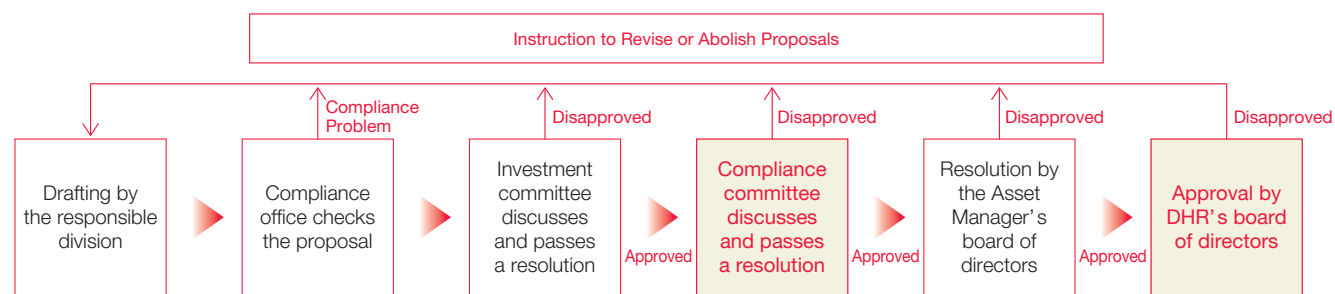 Instruction to Revise or Abolish Proposals
Compliance
Problem
Disapproved
Disapproved
Disapproved
Disapproved
Drafting by
the responsible
division
Compliance
office checks
the proposal
Investment
committee
discusses
and passes
a resolution
Approved
Compliance
committee
discusses
and passes
a resolution
Approved
Resolution by
the Asset
Manager's
board of
directors
Approved
Approval by
DHR's board
of directors